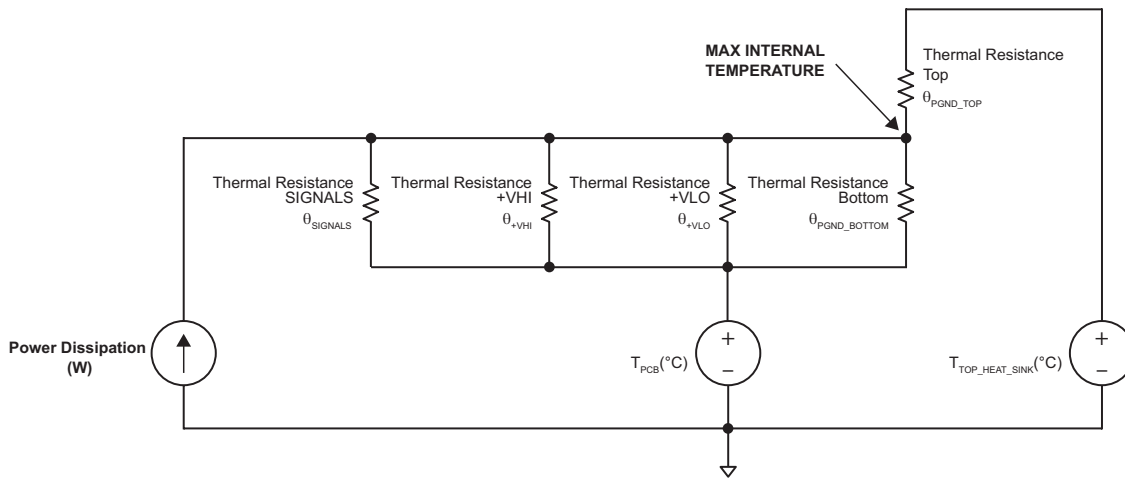 MAX INTERNAL
TEMPERATURE
Thermal Resistance
Top
θPGND_TOP
Thermal Resistance
SIGNALS
θSIGNALS
Thermal Resistance
+VHI
θ+VHI
Thermal Resistance
+VLO
θ+VLO
Thermal Resistance
Bottom
θPGND_BOTTOM
Power Dissipation
(W)
+
−
TPCB(°C)
+
−
TTOP_HEAT_SINK(°C)